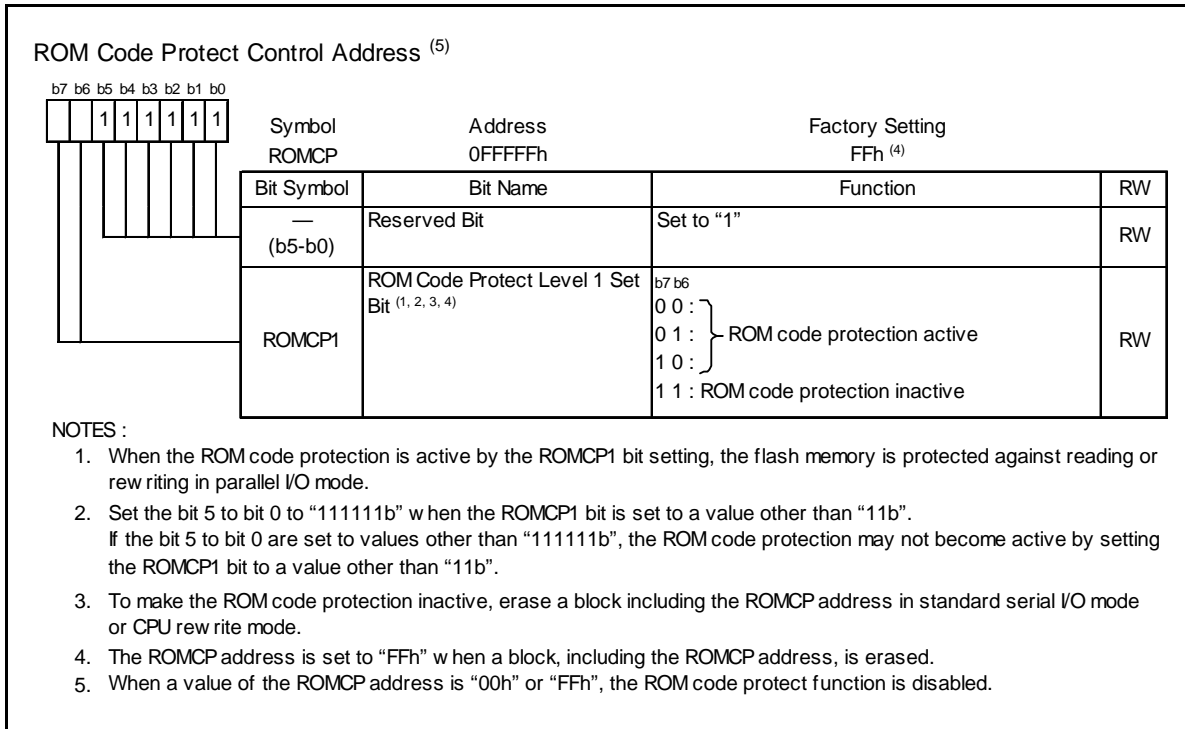 ROM Code Protect Control Address (5)
b7 b6 b5 b4 b3 b2 b1 b0
1 1 1 1 1 1
Symbol Address Factory Setting
ROMCP 0FFFFFh FFh (4)
Bit Symbol Bit Name Function RW
— Reserved Bit Set to “1” RW
(b5-b0)
ROMCP1 ROM Code Protect Level 1 Set b7 b6 RW
Bit (1, 2, 3, 4) 0 0 :
0 1 : ROM code protection active
1 0 :
1 1 : ROM code protection inactive
NOTES :
1. When the ROM code protection is active by the ROMCP1 bit setting, the flash memory is protected against reading or
rew riting in parallel I/O mode.
2. Set the bit 5 to bit 0 to “111111b” w hen the ROMCP1 bit is set to a value other than “11b”.
If the bit 5 to bit 0 are set to values other than “111111b”, the ROM code protection may not become active by setting
the ROMCP1 bit to a value other than “11b”.
3. To make the ROM code protection inactive, erase a block including the ROMCP address in standard serial I/O mode
or CPU rew rite mode.
4. The ROMCP address is set to “FFh” w hen a block, including the ROMCP address, is erased.
5. When a value of the ROMCP address is “00h” or “FFh”, the ROM code protect function is disabled.